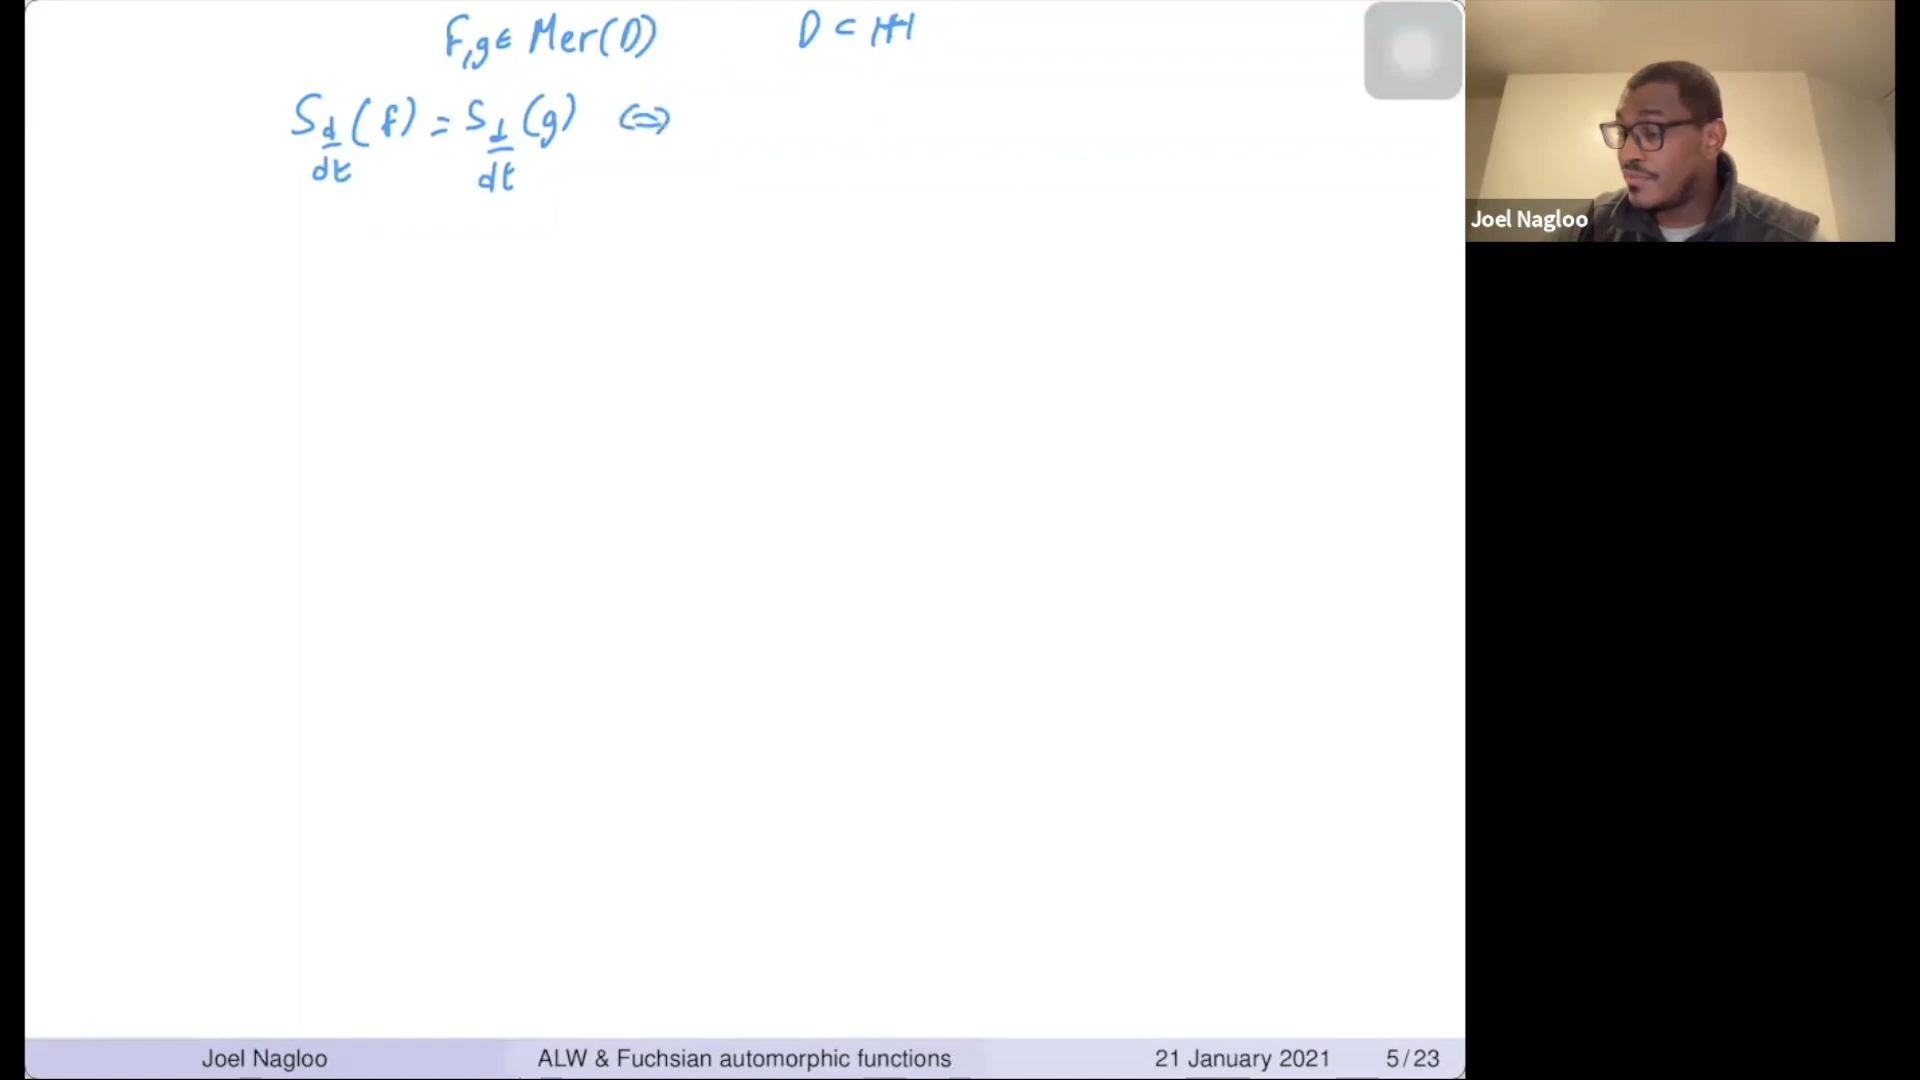 F,g ∈ Mer(D) D ⊂ ℍ
S_{d/dt}(f) = S_{d/dt}(g) ⇔
Joel Nagloo
Joel Nagloo ALW & Fuchsian automorphic functions 21 January 2021 5/23